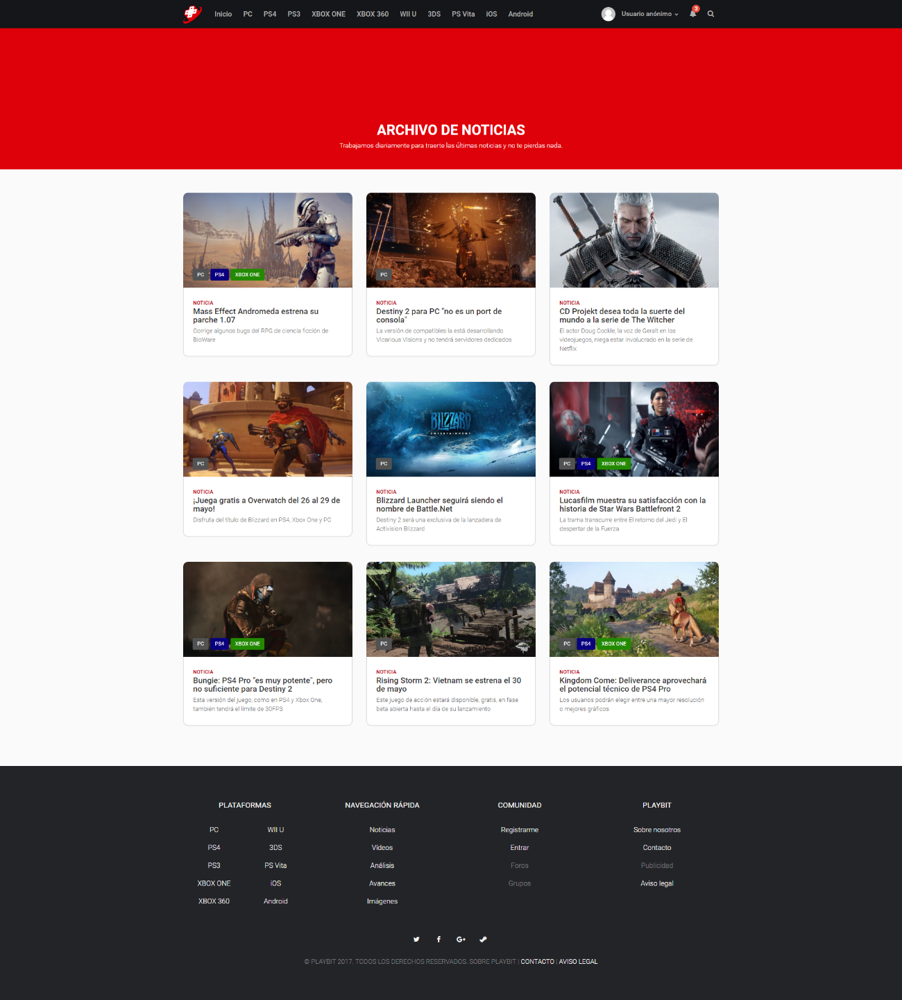 Inicio PC PS4 PS3 XBOX ONE XBOX 360 WII U 3DS PS Vita iOS Android Usuario anónimo 3
ARCHIVO DE NOTICIAS
Trabajamos diariamente para traerte las últimas noticias y no te pierdas nada.
PC PS4 XBOX ONE
NOTICIA
Mass Effect Andromeda estrena su
parche 1.07
Corrige algunos bugs del RPG de ciencia ficción de
BioWare
PC
NOTICIA
Destiny 2 para PC "no es un port de
consola"
La versión de compatibles la está desarrollando
Vicarious Visions y no tendrá servidores dedicados
NOTICIA
CD Projekt desea toda la suerte del
mundo a la serie de The Witcher
El actor Doug Cockle, la voz de Geralt en los
videojuegos, niega estar involucrado en la serie de
Netflix
PC
NOTICIA
¡Juega gratis a Overwatch del 26 al 29 de
mayo!
Disfruta del título de Blizzard en PS4, Xbox One y PC
BLIZZARD
ENTERTAINMENT
PC
NOTICIA
Blizzard Launcher seguirá siendo el
nombre de Battle.Net
Destiny 2 será una exclusiva de la lanzadera de
Activision Blizzard
PC PS4 XBOX ONE
NOTICIA
Lucasfilm muestra su satisfacción con la
historia de Star Wars Battlefront 2
La trama transcurre entre El retorno del Jedi y El
despertar de la Fuerza
PC PS4 XBOX ONE
NOTICIA
Bungie: PS4 Pro "es muy potente", pero
no suficiente para Destiny 2
Esta versión del juego, como en PS4 y Xbox One,
también tendrá el límite de 30FPS
PC
NOTICIA
Rising Storm 2: Vietnam se estrena el 30
de mayo
Este juego de acción estará disponible, gratis, en fase
beta abierta hasta el día de su lanzamiento
PC PS4 XBOX ONE
NOTICIA
Kingdom Come: Deliverance aprovechará
el potencial técnico de PS4 Pro
Los usuarios podrán elegir entre una mayor resolución
o mejores gráficos
PLATAFORMAS
PC WII U
PS4 3DS
PS3 PS Vita
XBOX ONE iOS
XBOX 360 Android
NAVEGACIÓN RÁPIDA
Noticias
Vídeos
Análisis
Avances
Imágenes
COMUNIDAD
Registrarme
Entrar
Foros
Grupos
PLAYBIT
Sobre nosotros
Contacto
Publicidad
Aviso legal
© PLAYBIT 2017. TODOS LOS DERECHOS RESERVADOS. SOBRE PLAYBIT | CONTACTO | AVISO LEGAL